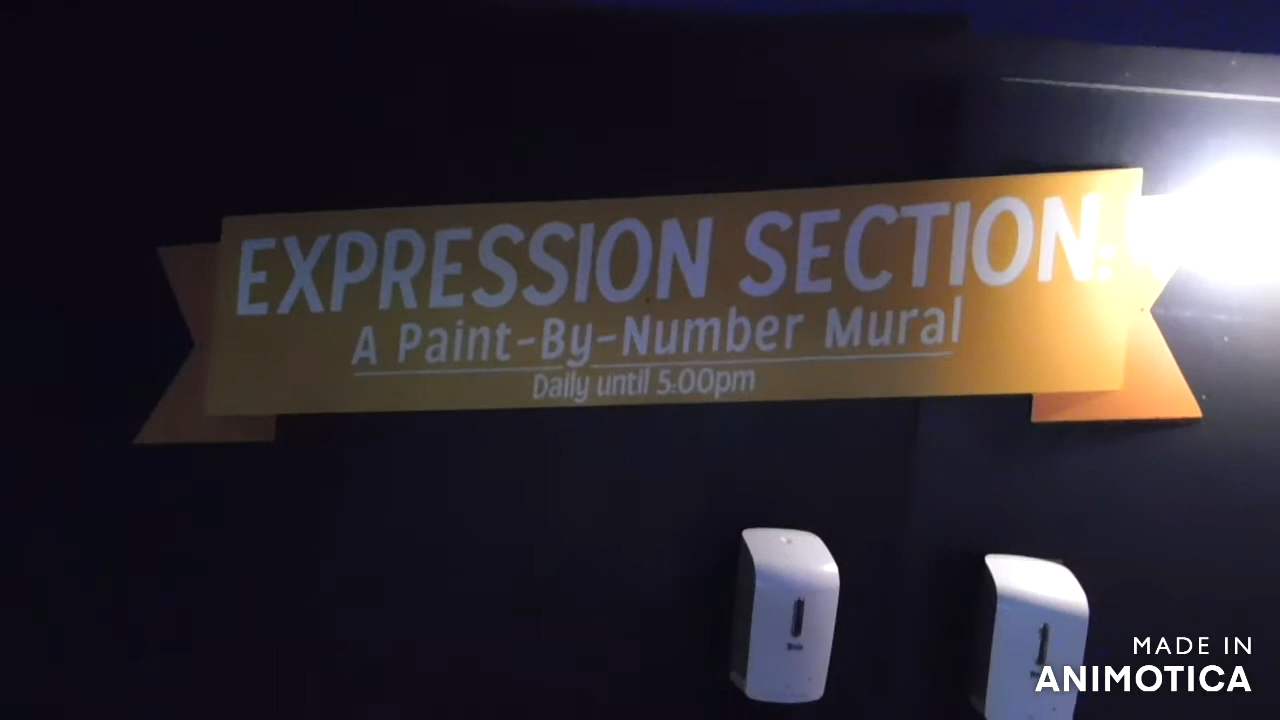 EXPRESSION SECTION:
A Paint-By-Number Mural
Daily until 5:00pm
MADE IN
ANIMOTICA